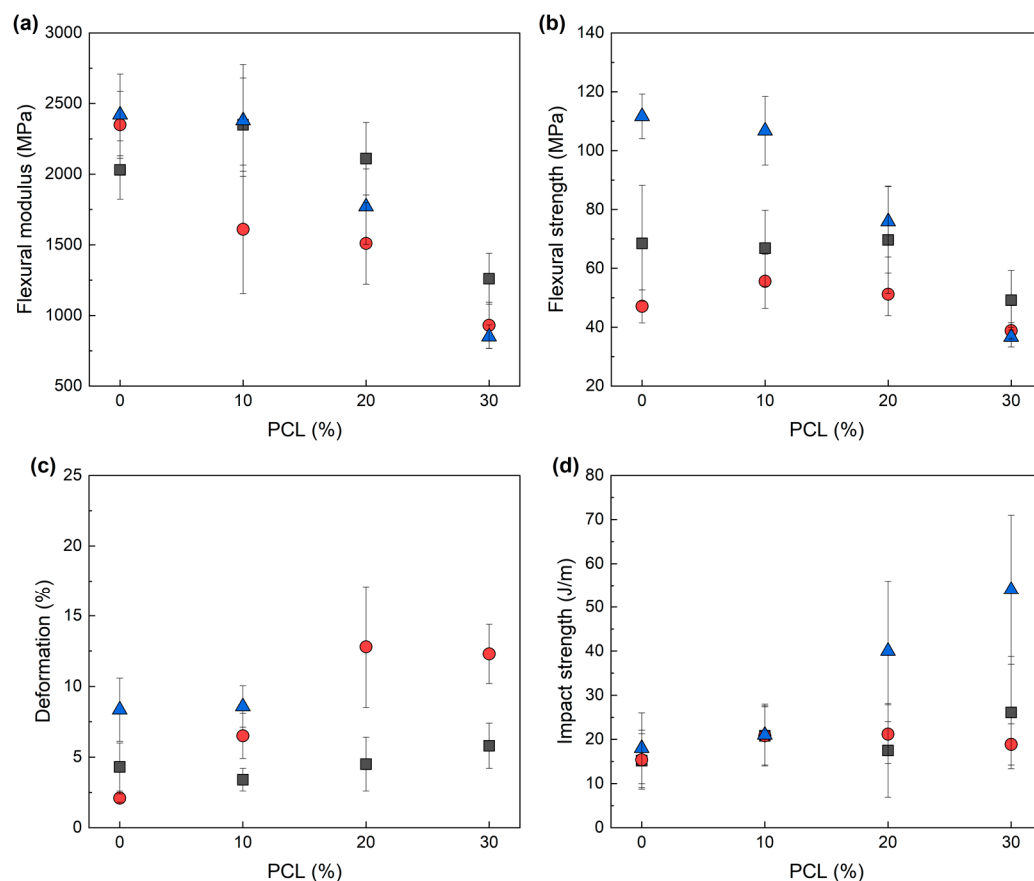 (a)
Flexural modulus (MPa)
3000
2500
2000
1500
1000
500
0 10 20 30
PCL (%)
(b)
Flexural strength (MPa)
140
120
100
80
60
40
20
0 10 20 30
PCL (%)
(c)
Deformation (%)
25
20
15
10
5
0
0 10 20 30
PCL (%)
(d)
Impact strength (J/m)
80
70
60
50
40
30
20
10
0
0 10 20 30
PCL (%)